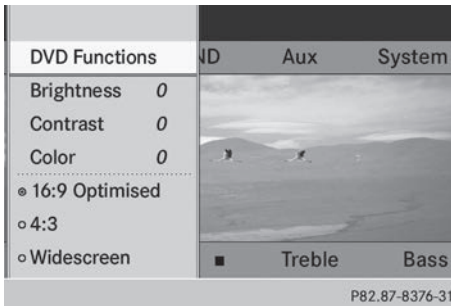 DVD Functions
ND Aux System
Brightness 0
Contrast 0
Color 0
16:9 Optimised
4:3
Widescreen
Treble Bass
P82.87-8376-31